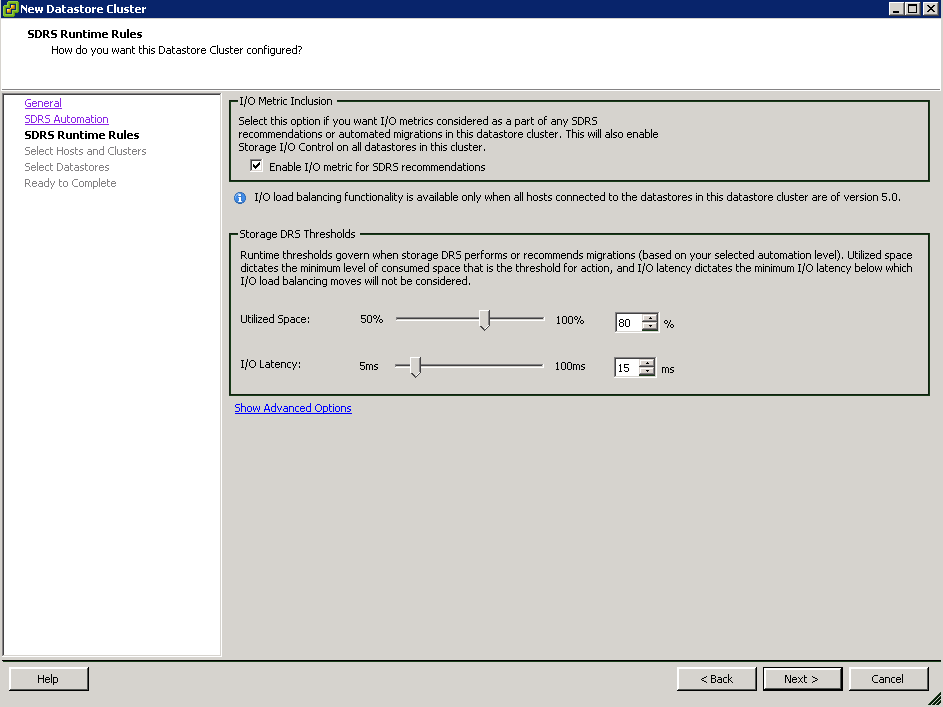 New Datastore Cluster
SDRS Runtime Rules
How do you want this Datastore Cluster configured?
General
SDRS Automation
SDRS Runtime Rules
Select Hosts and Clusters
Select Datastores
Ready to Complete
I/O Metric Inclusion
Select this option if you want I/O metrics considered as a part of any SDRS
recommendations or automated migrations in this datastore cluster. This will also enable
Storage I/O Control on all datastores in this cluster.
Enable I/O metric for SDRS recommendations
I/O load balancing functionality is available only when all hosts connected to the datastores in this datastore cluster are of version 5.0.
Storage DRS Thresholds
Runtime thresholds govern when storage DRS performs or recommends migrations (based on your selected automation level). Utilized space
dictates the minimum level of consumed space that is the threshold for action, and I/O latency dictates the minimum I/O latency below which
I/O load balancing moves will not be considered.
Utilized Space: 50% 100% 80 %
I/O Latency: 5ms 100ms 15 ms
Show Advanced Options
Help < Back Next > Cancel